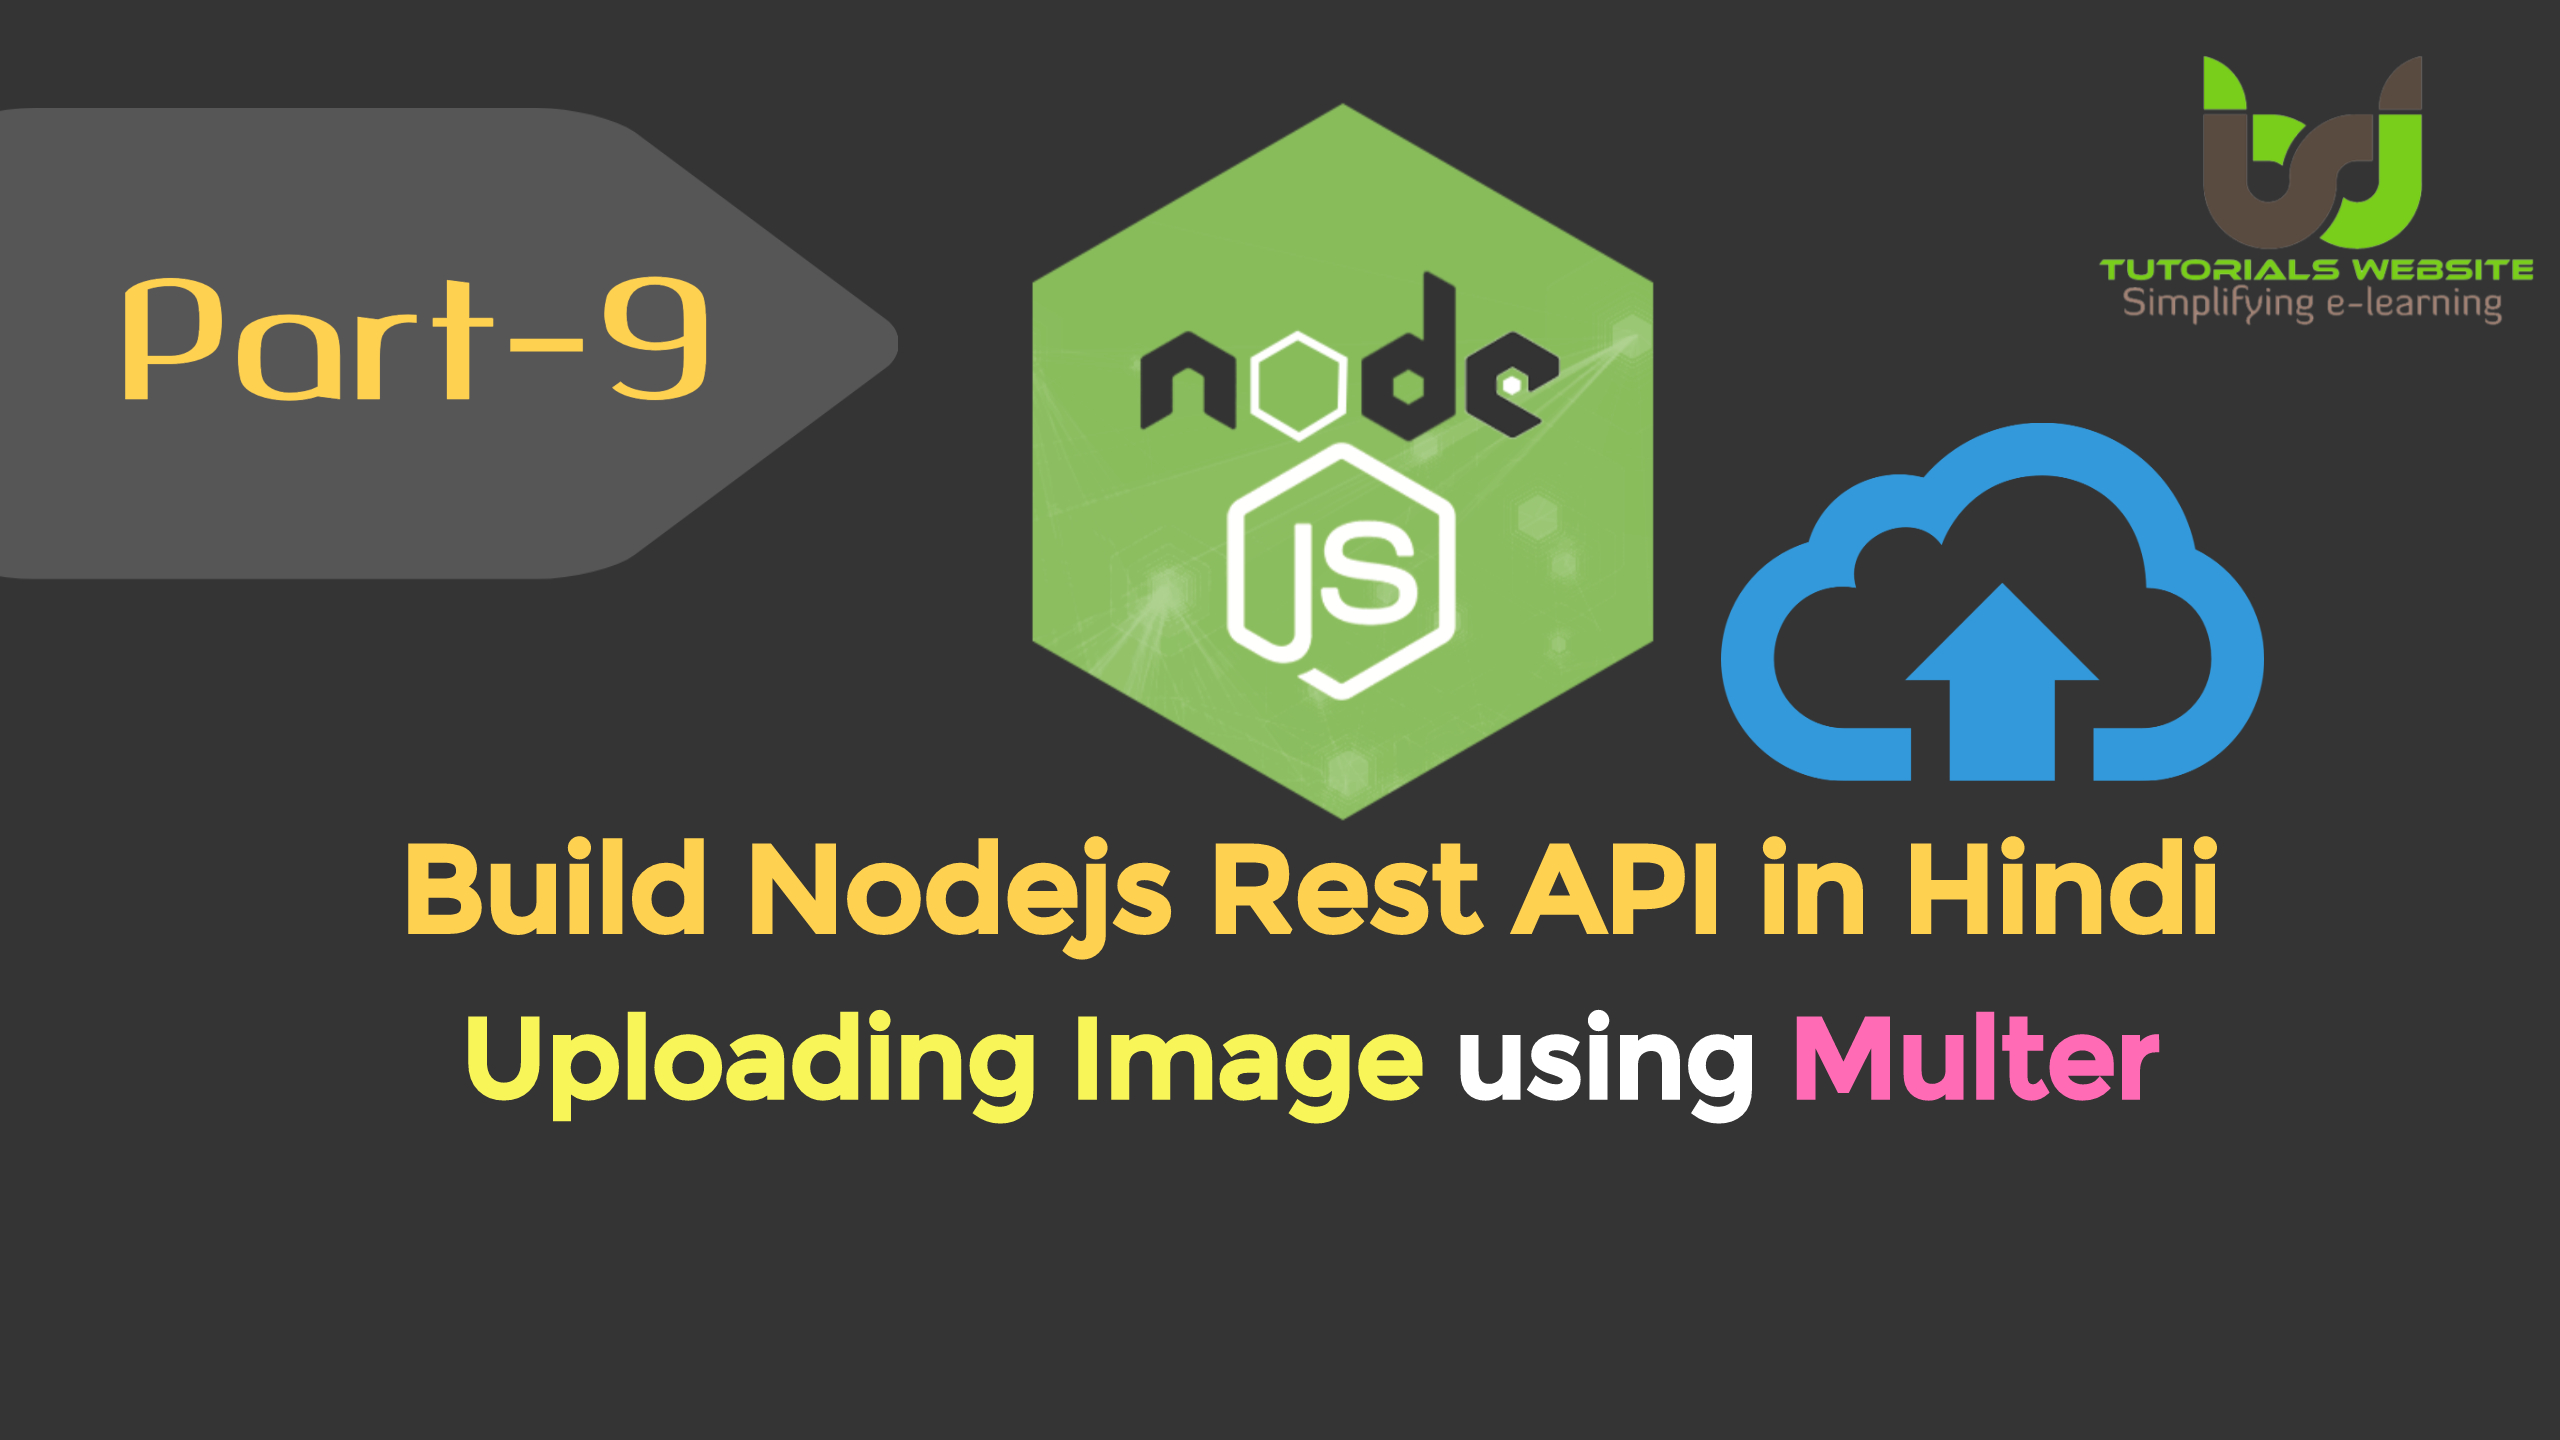 Part-9
node
JS
TUTORIALS WEBSITE
Simplifying e-learning
Build Nodejs Rest API in Hindi
Uploading Image using Multer